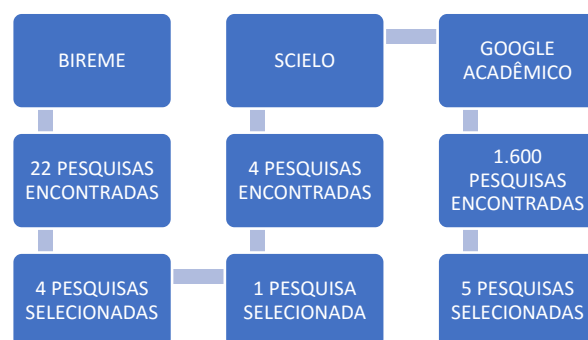 BIREME
22 PESQUISAS
ENCONTRADAS
4 PESQUISAS
SELECIONADAS
SCIELO
4 PESQUISAS
ENCONTRADAS
1 PESQUISA
SELECIONADA
GOOGLE
ACADÊMICO
1.600
PESQUISAS
ENCONTRADAS
5 PESQUISAS
SELECIONADAS